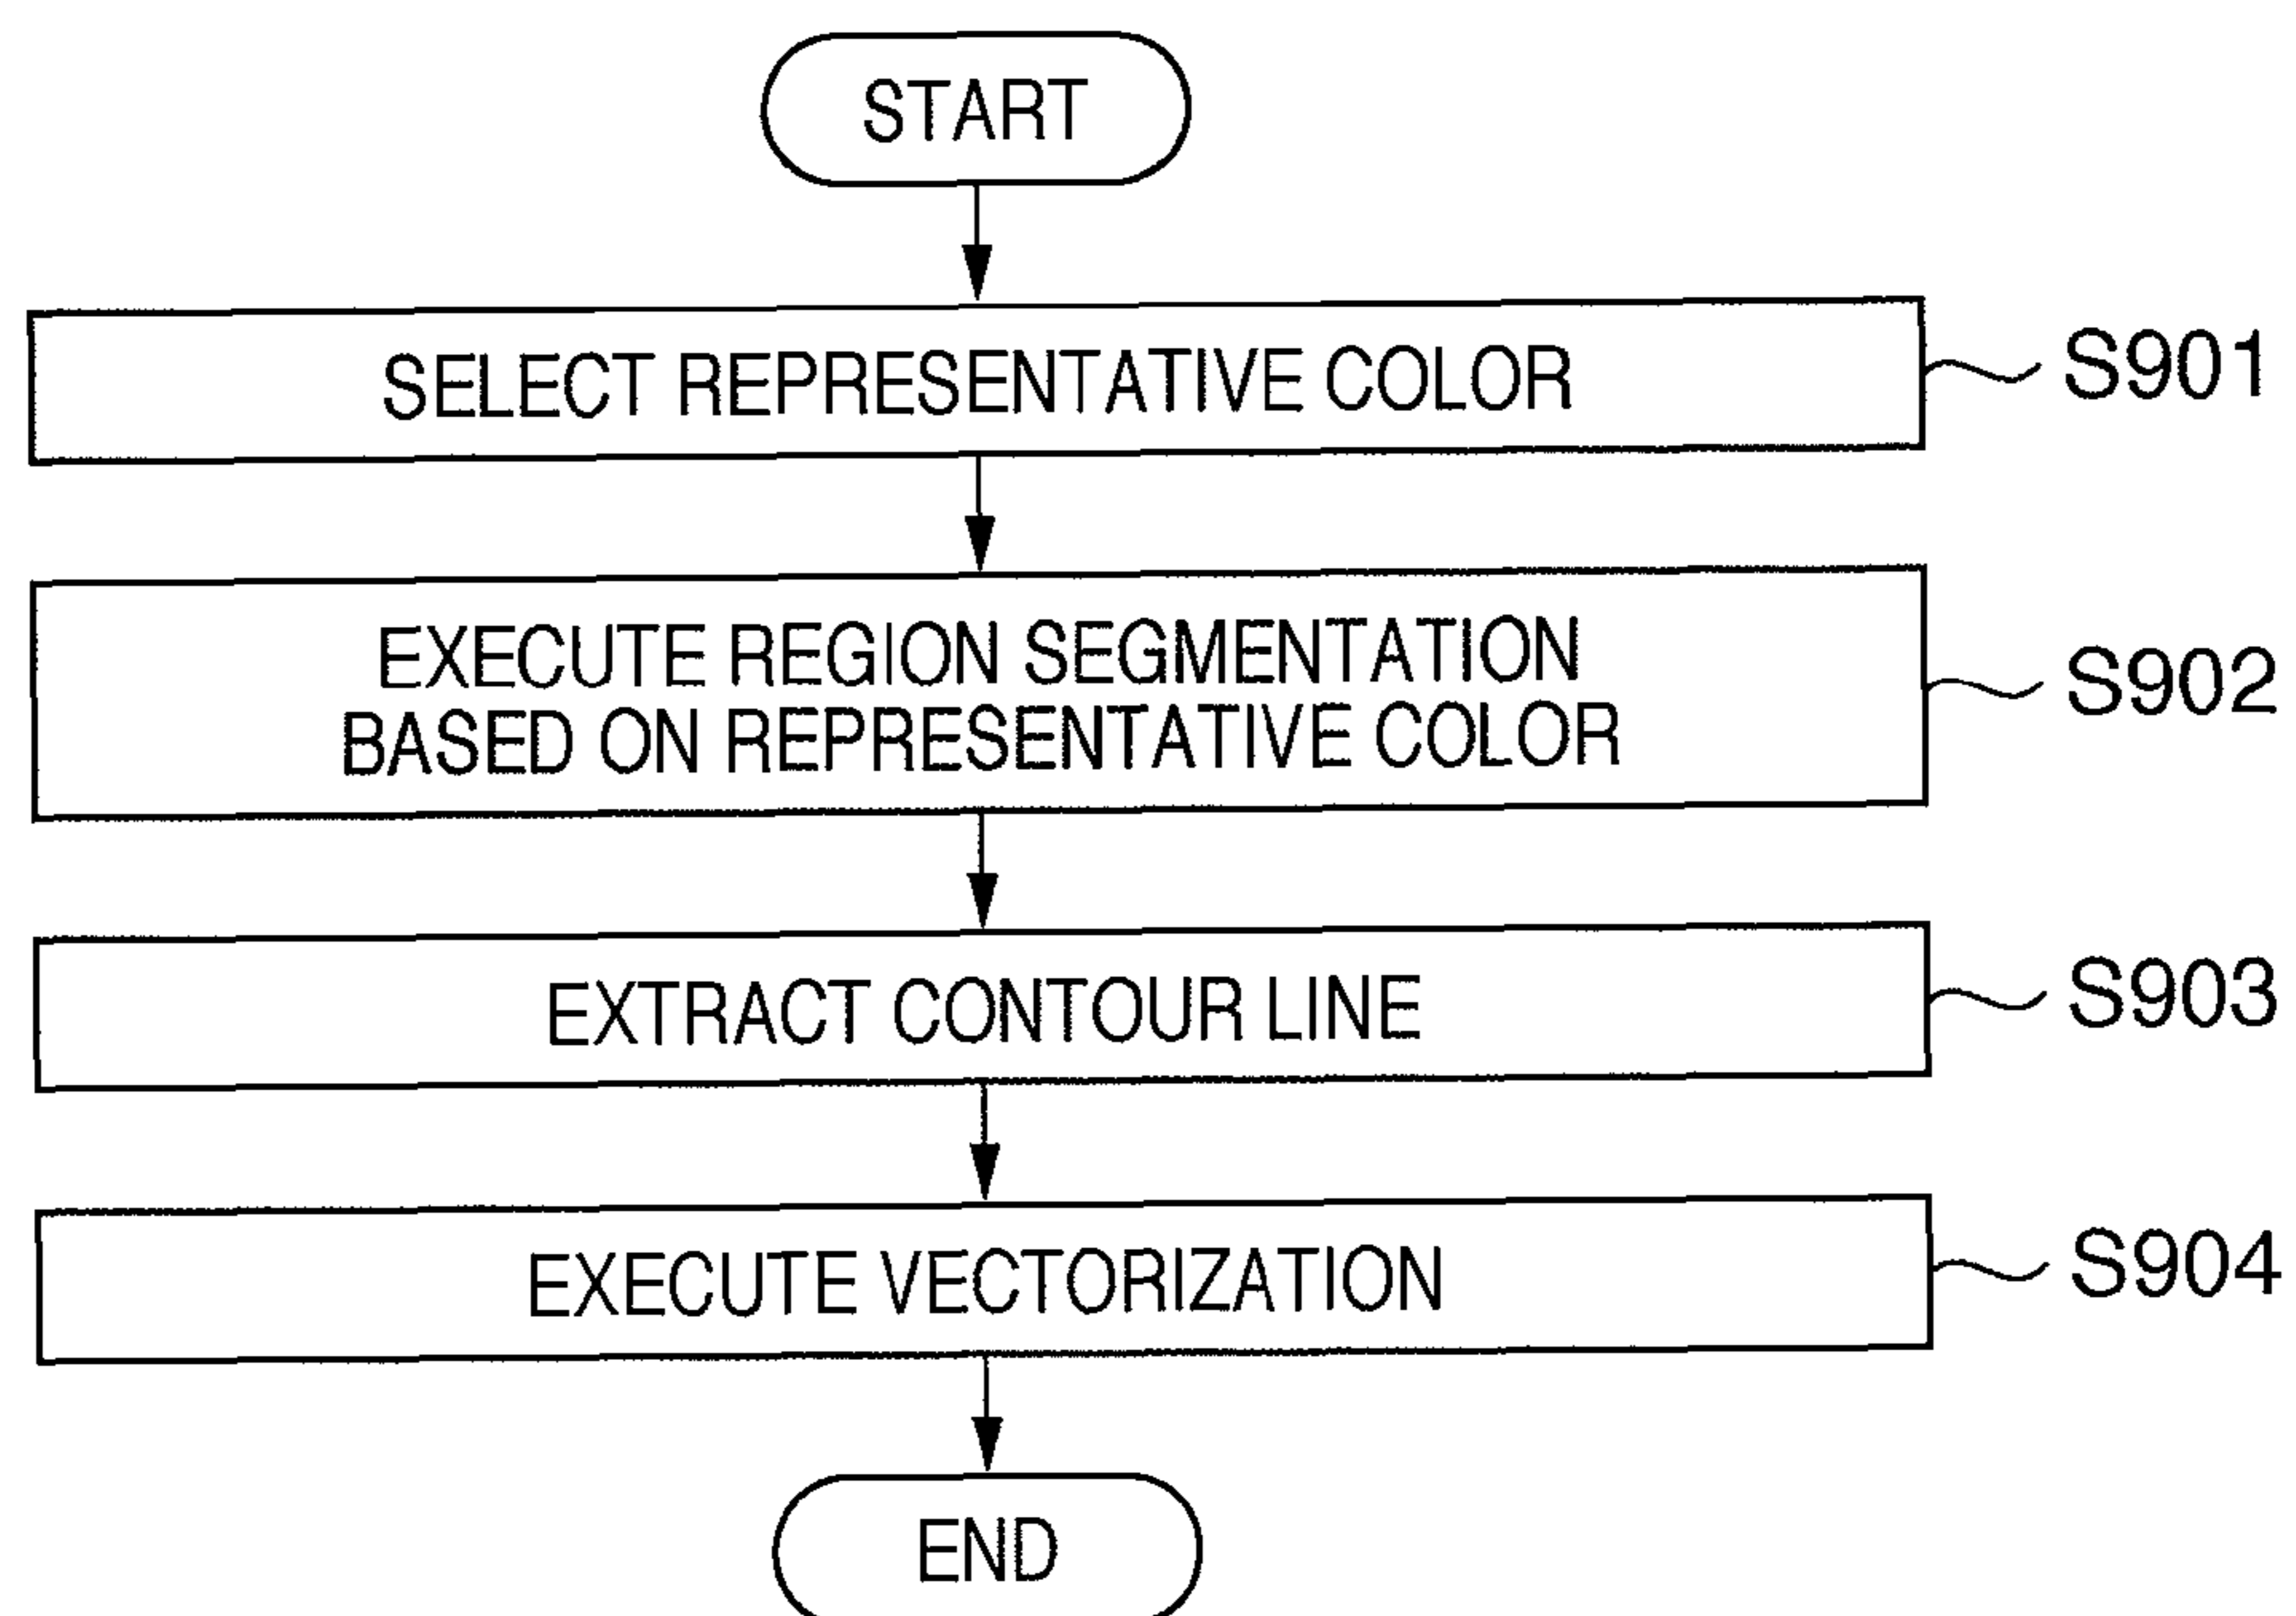 START
SELECT REPRESENTATIVE COLOR
S901
EXECUTE REGION SEGMENTATION
BASED ON REPRESENTATIVE COLOR
S902
EXTRACT CONTOUR LINE
S903
EXECUTE VECTORIZATION
S904
END